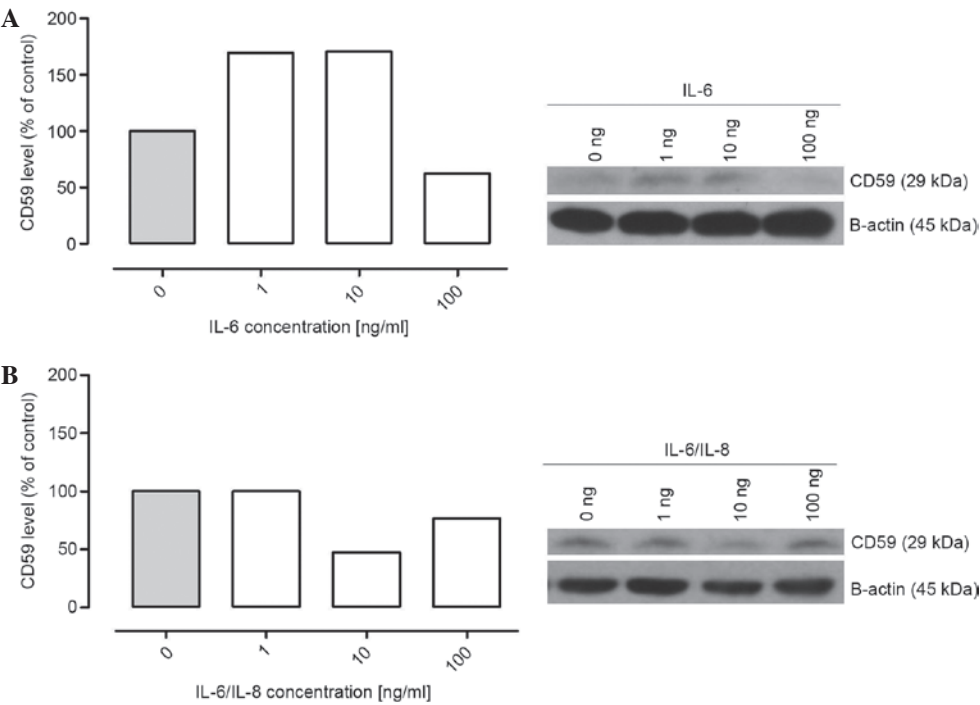 A
CD59 level (% of control)
200
150
100
50
0
0
1
10
100
IL-6 concentration [ng/ml]
IL-6
0 ng
1 ng
10 ng
100 ng
CD59 (29 kDa)
B-actin (45 kDa)
B
CD59 level (% of control)
200
150
100
50
0
0
1
10
100
IL-6/IL-8 concentration [ng/ml]
IL-6/IL-8
0 ng
1 ng
10 ng
100 ng
CD59 (29 kDa)
B-actin (45 kDa)